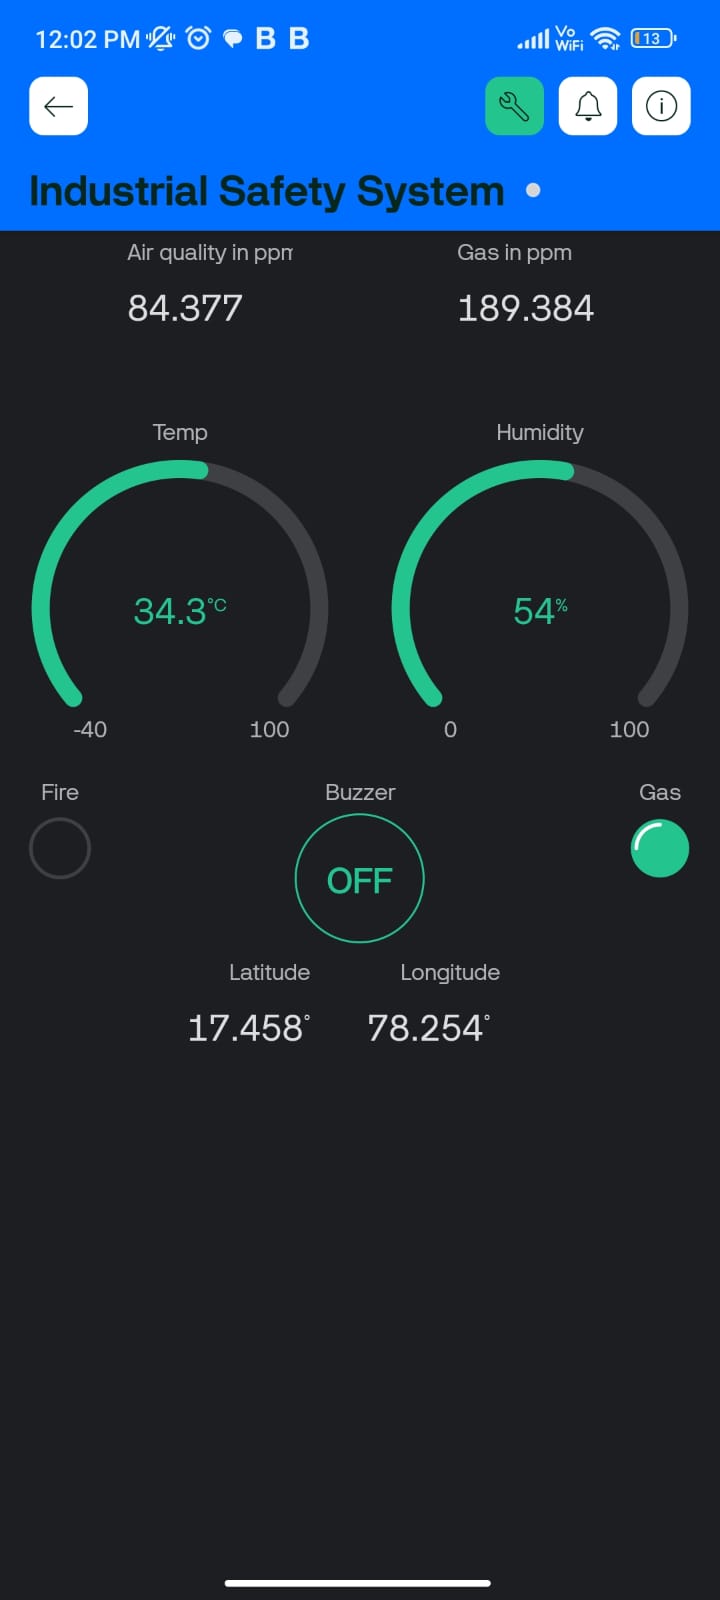 12:02 PM B B Vo WiFi 13
Industrial Safety System
Air quality in ppm Gas in ppm
84.377 189.384
Temp Humidity
34.3°C 54%
-40 100 0 100
Fire Buzzer Gas
OFF
Latitude Longitude
17.458° 78.254°